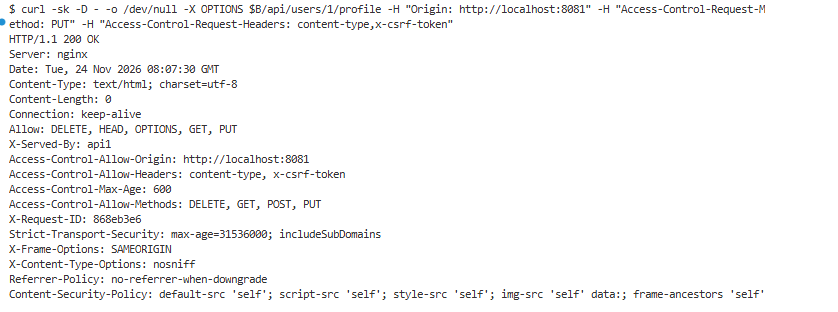 $ curl -sk -D - -o /dev/null -X OPTIONS $B/api/users/1/profile -H "Origin: http://localhost:8081" -H "Access-Control-Request-M
ethod: PUT" -H "Access-Control-Request-Headers: content-type,x-csrf-token"
HTTP/1.1 200 OK
Server: nginx
Date: Tue, 24 Nov 2026 08:07:30 GMT
Content-Type: text/html; charset=utf-8
Content-Length: 0
Connection: keep-alive
Allow: DELETE, HEAD, OPTIONS, GET, PUT
X-Served-By: api1
Access-Control-Allow-Origin: http://localhost:8081
Access-Control-Allow-Headers: content-type, x-csrf-token
Access-Control-Max-Age: 600
Access-Control-Allow-Methods: DELETE, GET, POST, PUT
X-Request-ID: 868eb3e6
Strict-Transport-Security: max-age=31536000; includeSubDomains
X-Frame-Options: SAMEORIGIN
X-Content-Type-Options: nosniff
Referrer-Policy: no-referrer-when-downgrade
Content-Security-Policy: default-src 'self'; script-src 'self'; style-src 'self'; img-src 'self' data:; frame-ancestors 'self'